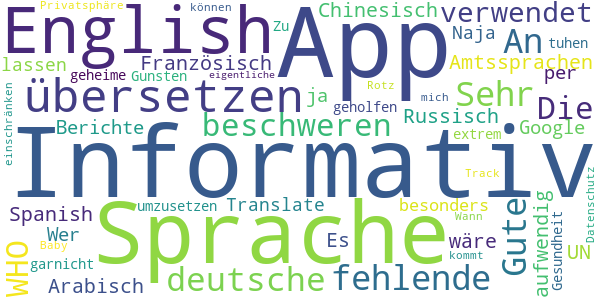 Privatsphäre können Chinesisch verwendet
English App Zu An Naja tuhen
lassen Französisch Amtssprachen
geheime Gunsten eigentliche Rotz per
einschränken übersetzen mich Sehr Die
ja geholfen Russisch
Berichte beschweren extrem Google
Informativ
Track Datenschutz
Spanish umzusetzen Translate besonders
Wer Sprache Es Wann wäre Gute aufwendig Gesundheit
WHO Baby kommt UN
garnicht deutsche fehlende
Arabisch